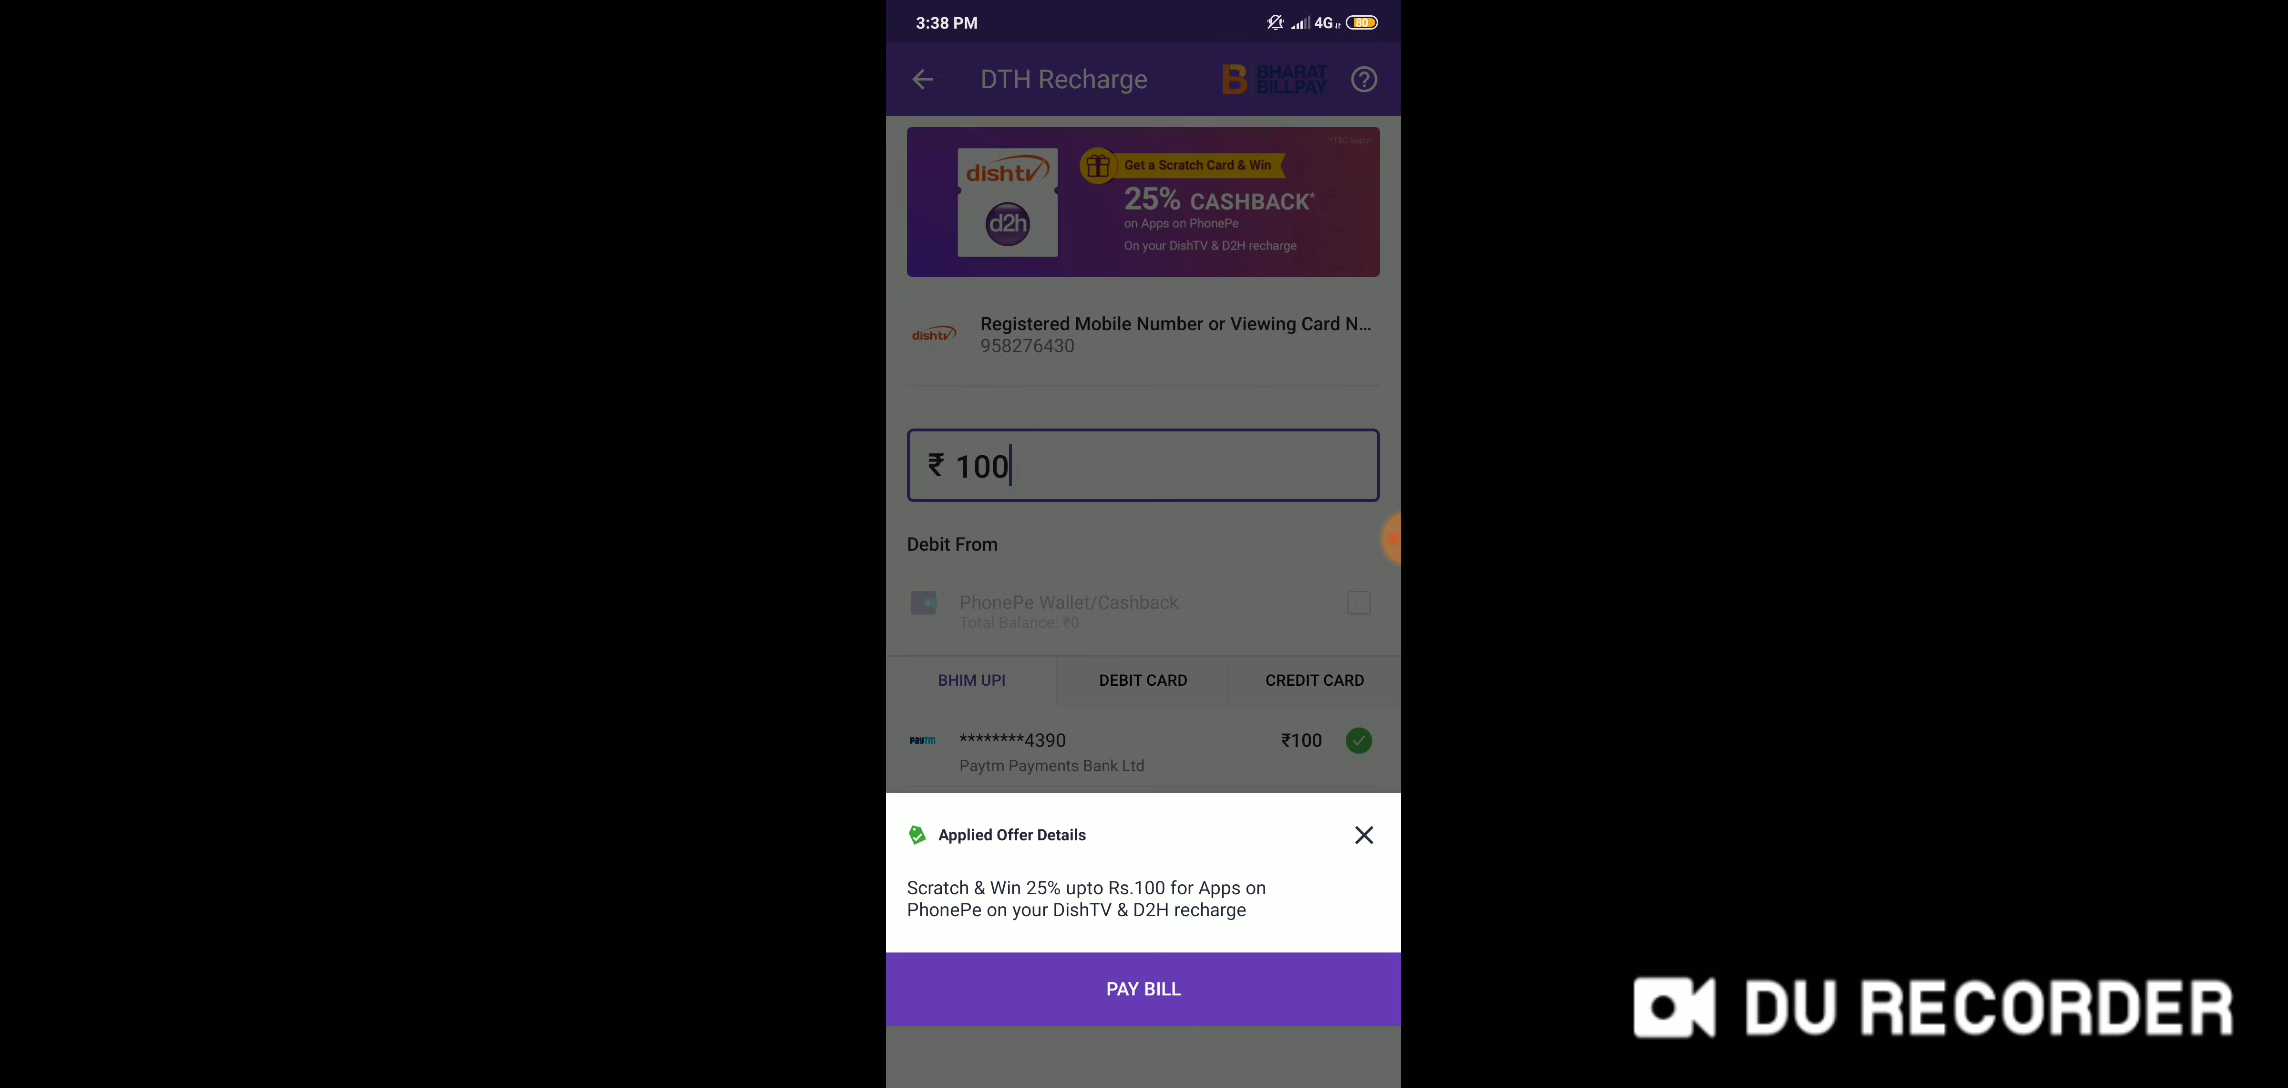 3:38 PM
4G
80
DTH Recharge
B BHARAT
BILLPAY
*T&C Apply
dishtv
Get a Scratch Card & Win
25% CASHBACK*
d2h
on Apps on PhonePe
On your DishTV & D2H recharge
Registered Mobile Number or Viewing Card N...
dishtv
958276430
₹ 100
Debit From
PhonePe Wallet/Cashback
Total Balance: ₹0
BHIM UPI
DEBIT CARD
CREDIT CARD
paytm
********4390
₹100
Paytm Payments Bank Ltd
Applied Offer Details
Scratch & Win 25% upto Rs.100 for Apps on
PhonePe on your DishTV & D2H recharge
PAY BILL
DU RECORDER